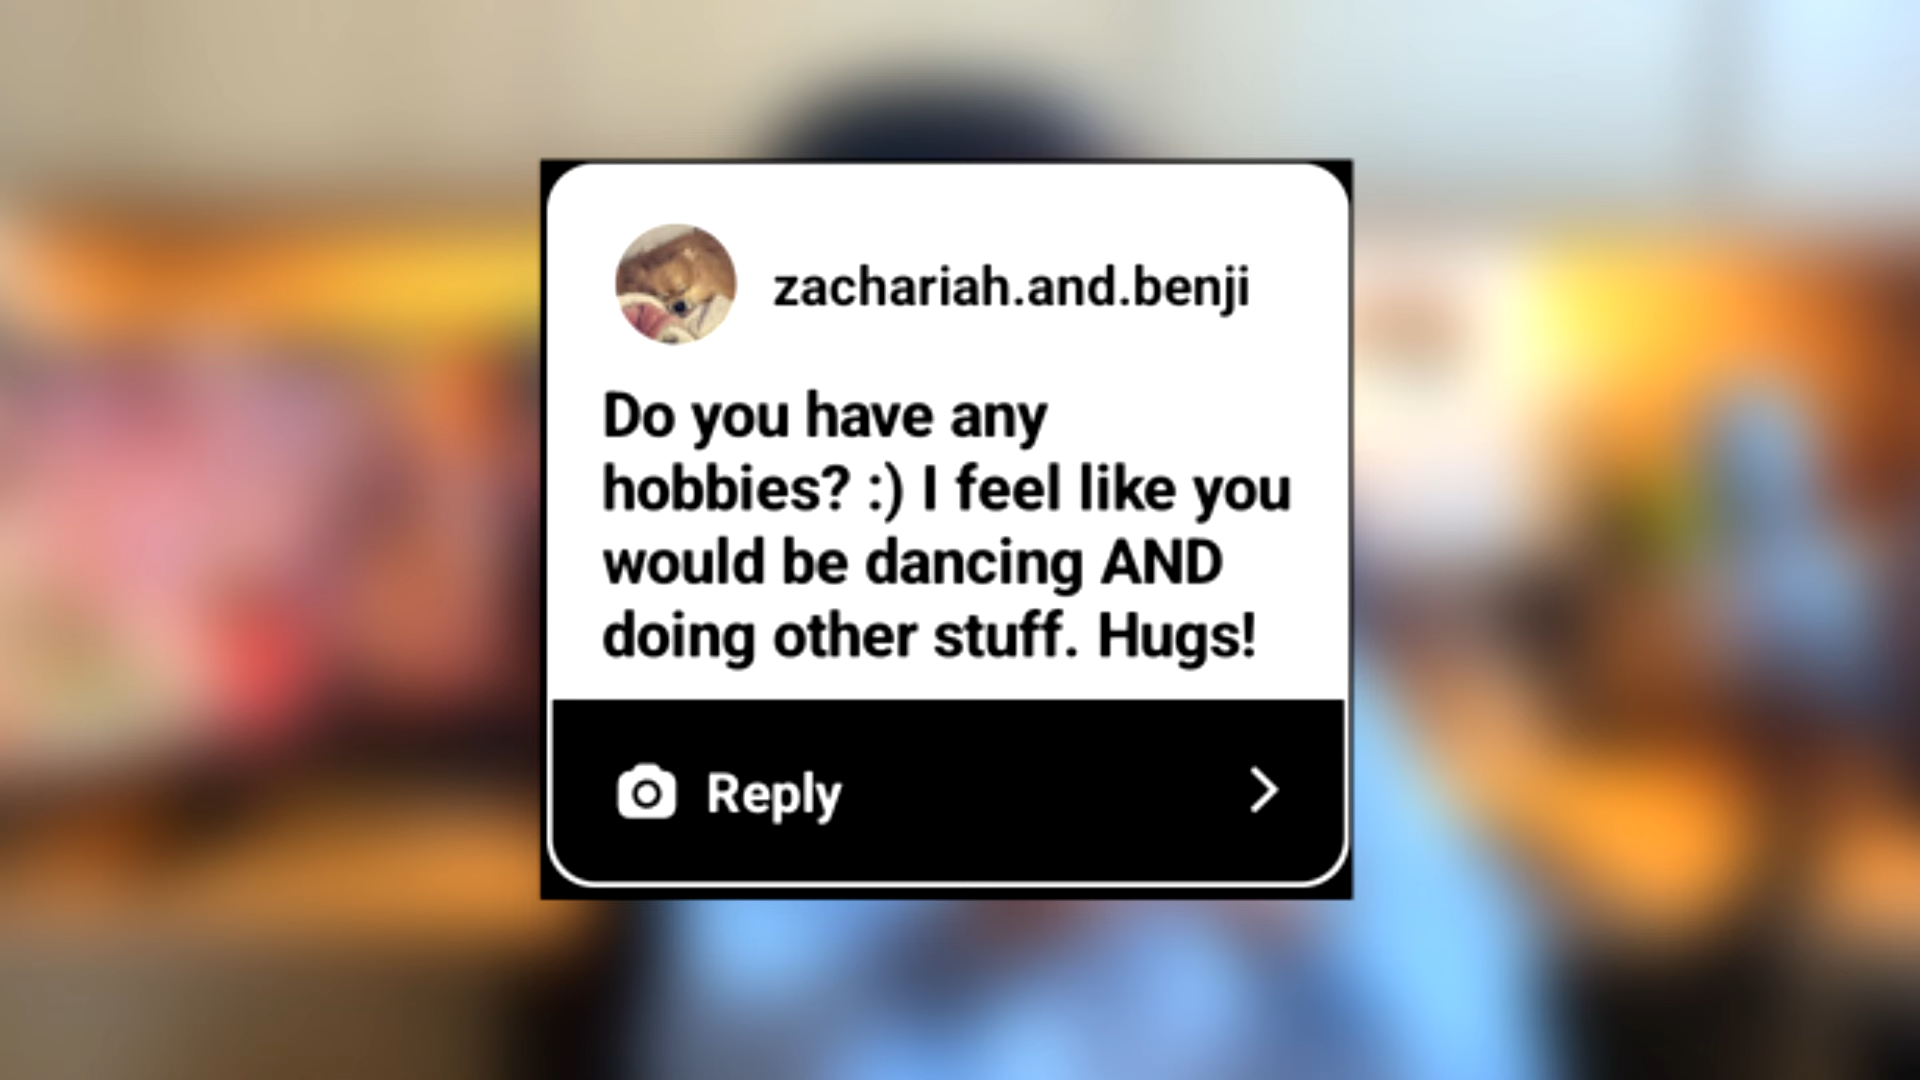 zachariah.and.benji
Do you have any
hobbies? :) I feel like you
would be dancing AND
doing other stuff. Hugs!
Reply